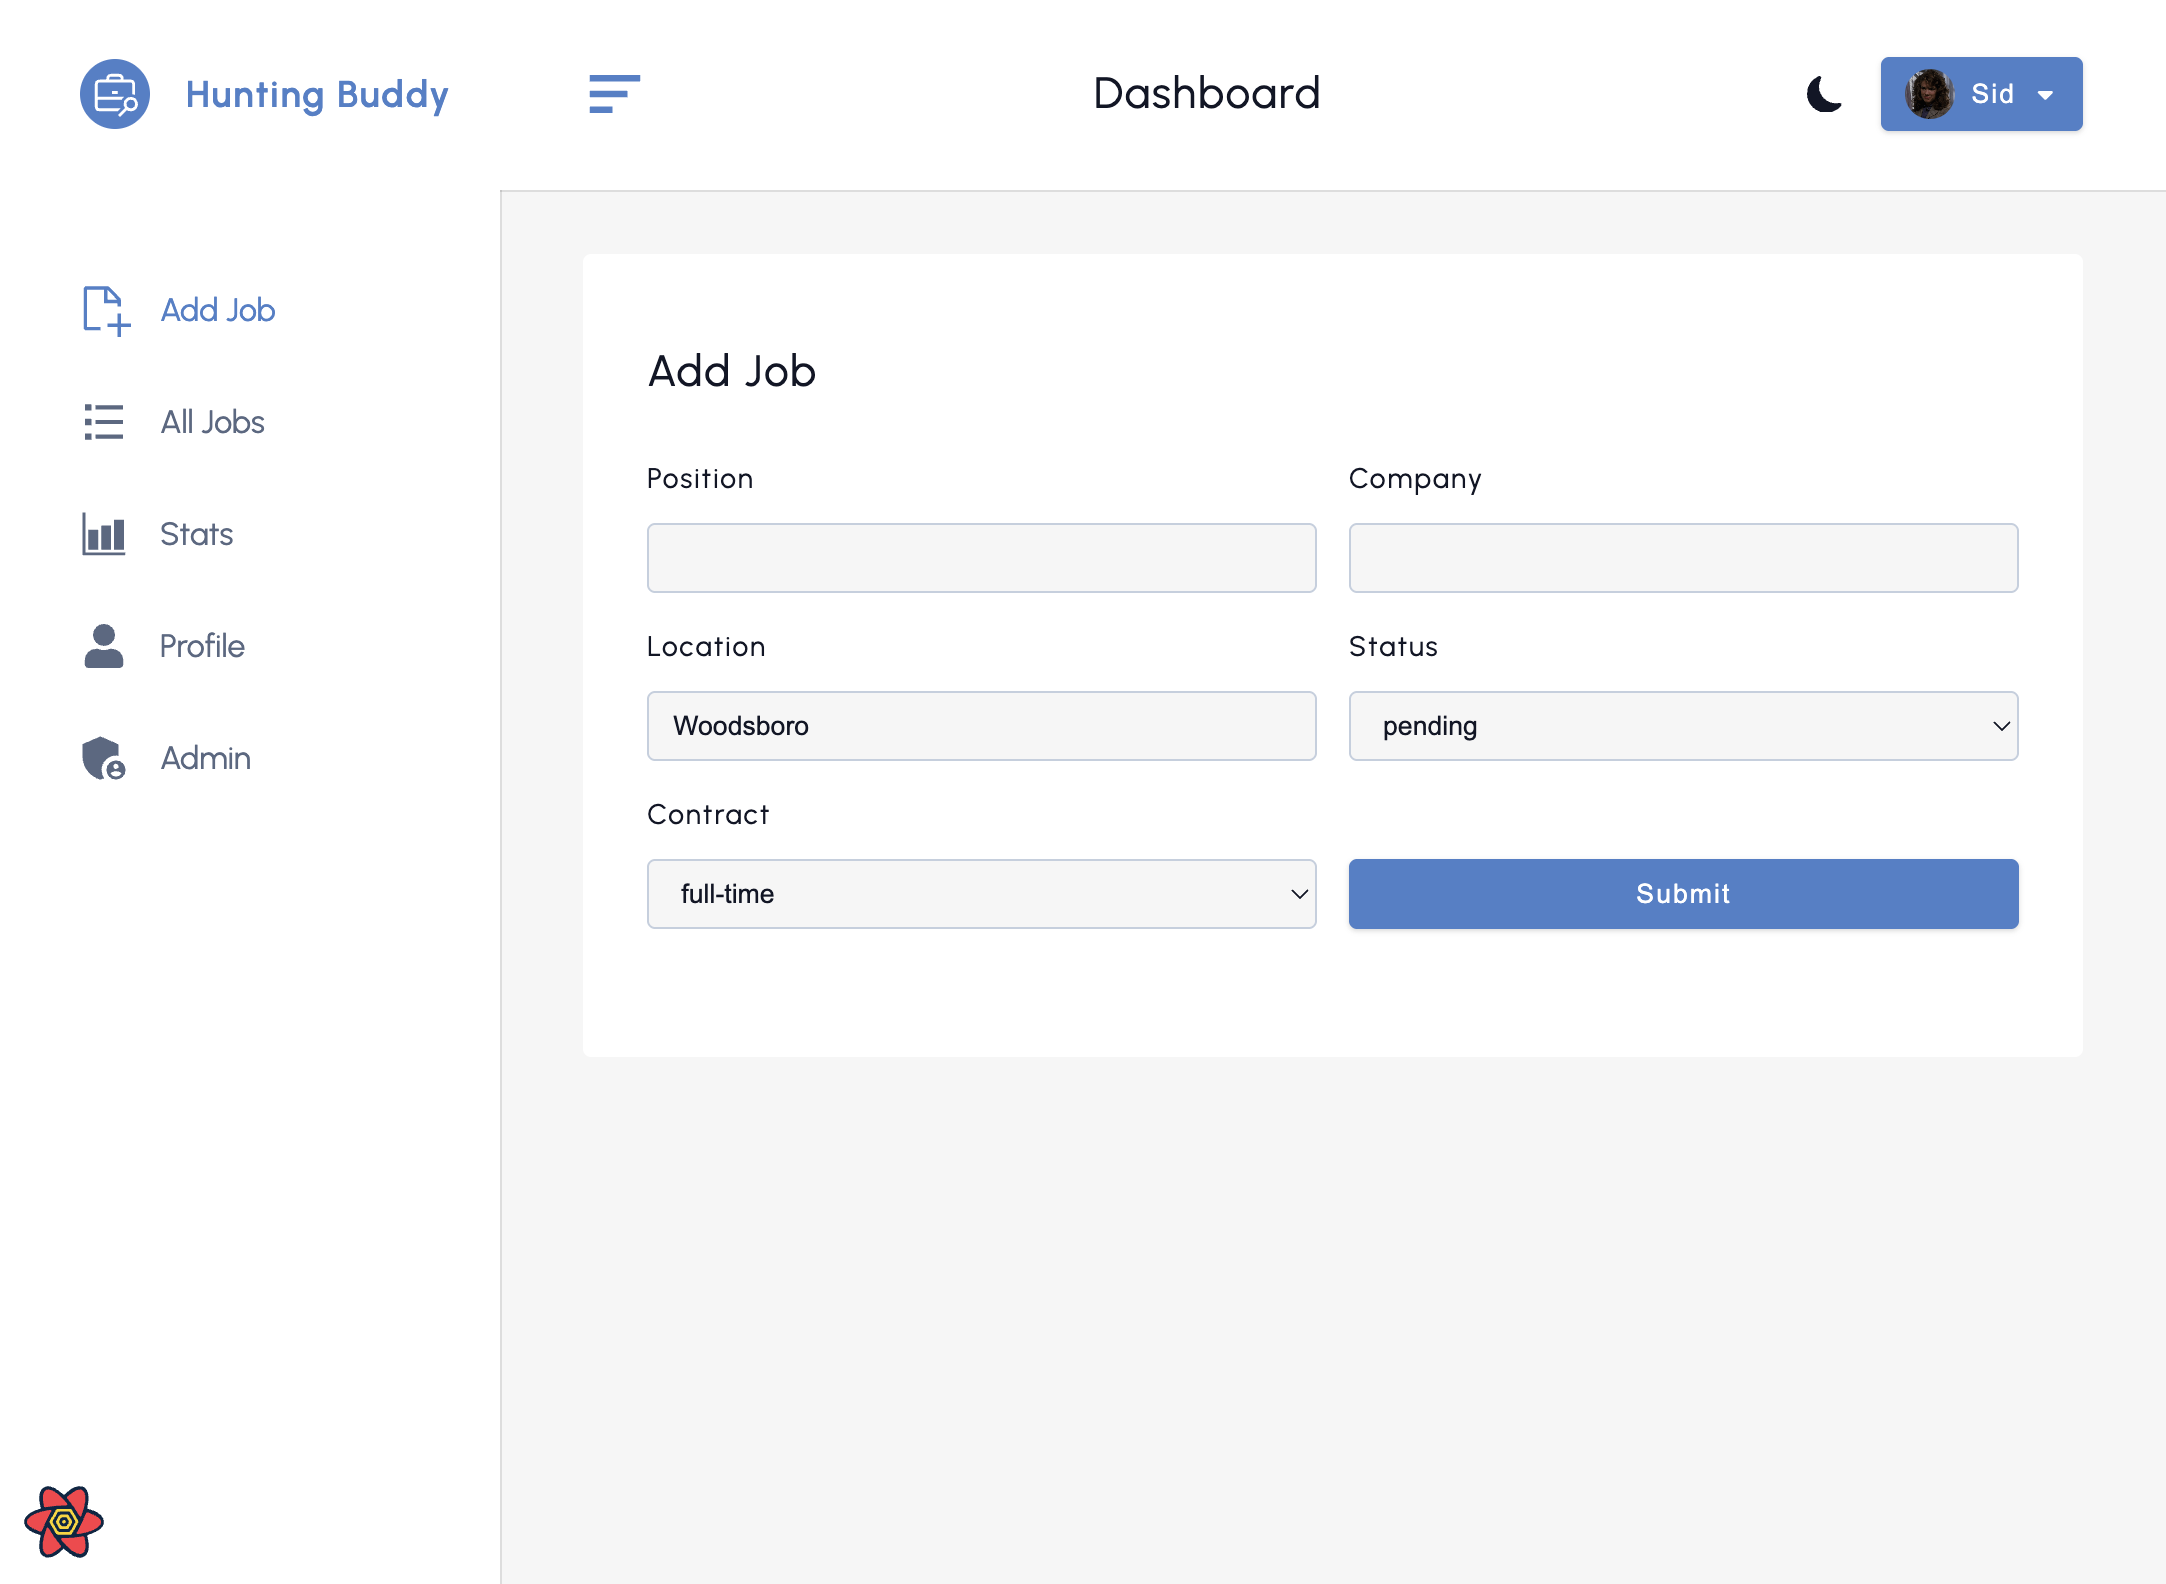 Hunting Buddy
Dashboard
Sid
Add Job
All Jobs
Stats
Profile
Admin
Add Job
Position
Company
Location
Status
Woodsboro
pending
Contract
full-time
Submit